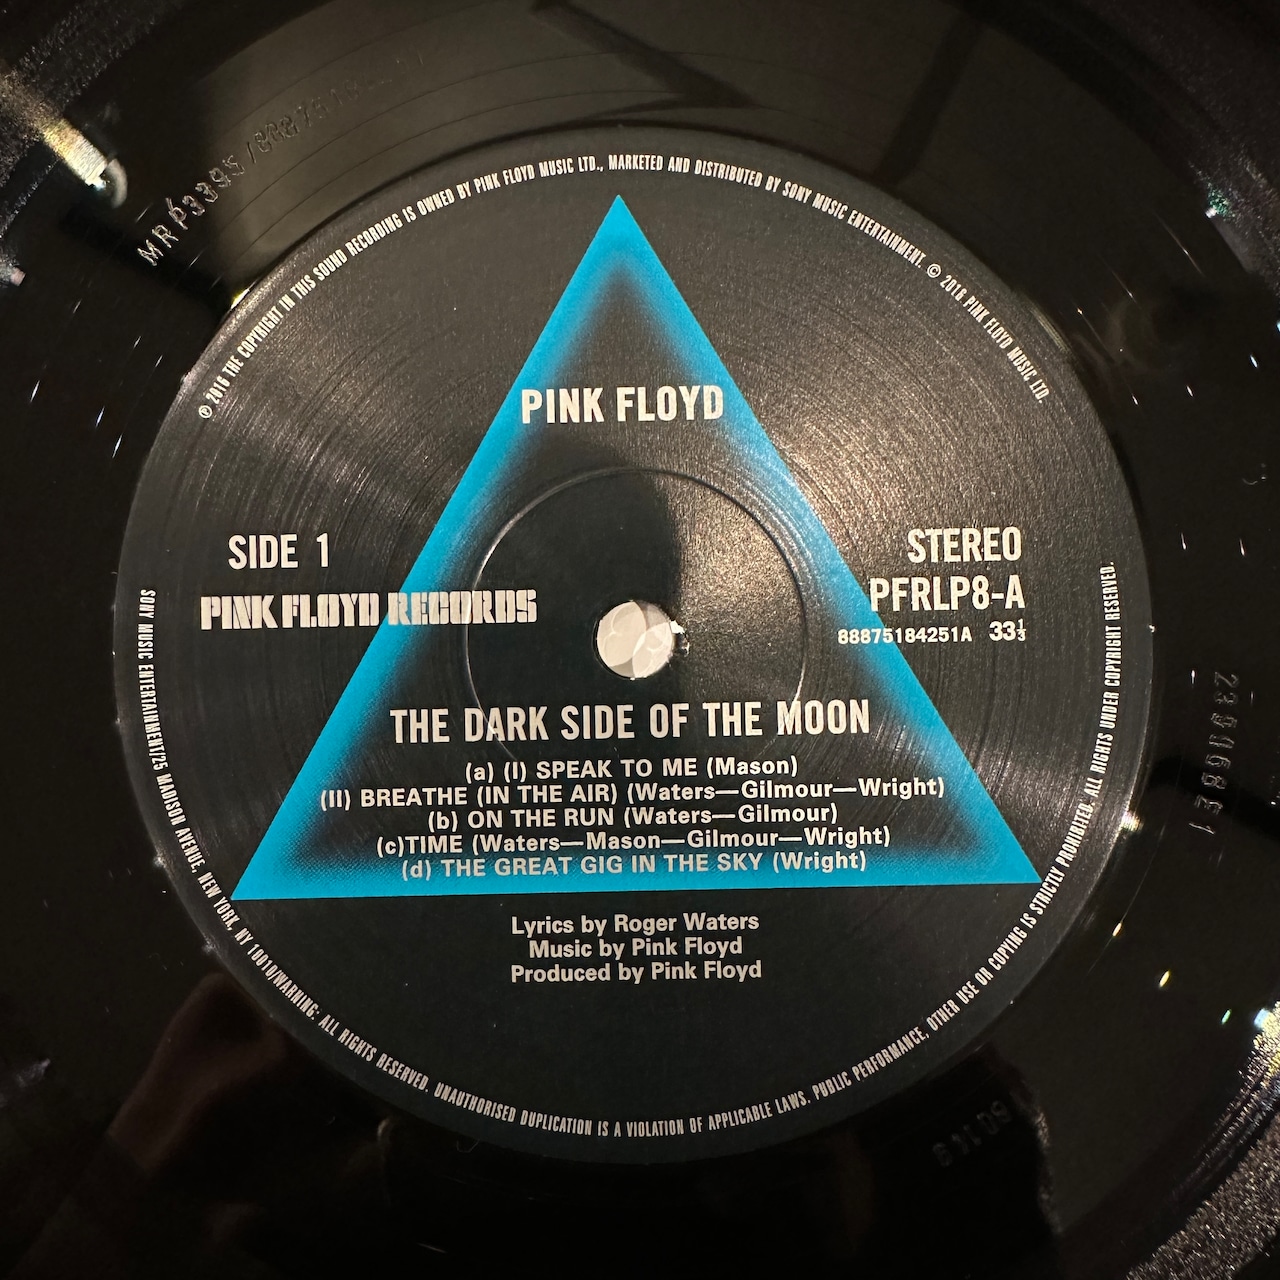 ℗ 2016 THE COPYRIGHT IN THIS SOUND RECORDING IS OWNED BY PINK FLOYD MUSIC LTD., MARKETED AND DISTRIBUTED BY SONY MUSIC ENTERTAINMENT. © 2016 PINK FLOYD MUSIC LTD.
PINK FLOYD
SIDE 1
PINK FLOYD RECORDS
STEREO
PFRLP8-A
88875184251A 33⅓
THE DARK SIDE OF THE MOON
(a) (I) SPEAK TO ME (Mason)
(II) BREATHE (IN THE AIR) (Waters—Gilmour—Wright)
(b) ON THE RUN (Waters—Gilmour)
(c)TIME (Waters—Mason—Gilmour—Wright)
(d) THE GREAT GIG IN THE SKY (Wright)
Lyrics by Roger Waters
Music by Pink Floyd
Produced by Pink Floyd
SONY MUSIC ENTERTAINMENT/25 MADISON AVENUE, NEW YORK, NY 10010/WARNING: ALL RIGHTS RESERVED. UNAUTHORISED DUPLICATION IS A VIOLATION OF APPLICABLE LAWS. PUBLIC PERFORMANCE, OTHER USE OR COPYING IS STRICTLY PROHIBITED. ALL RIGHTS UNDER COPYRIGHT RESERVED.